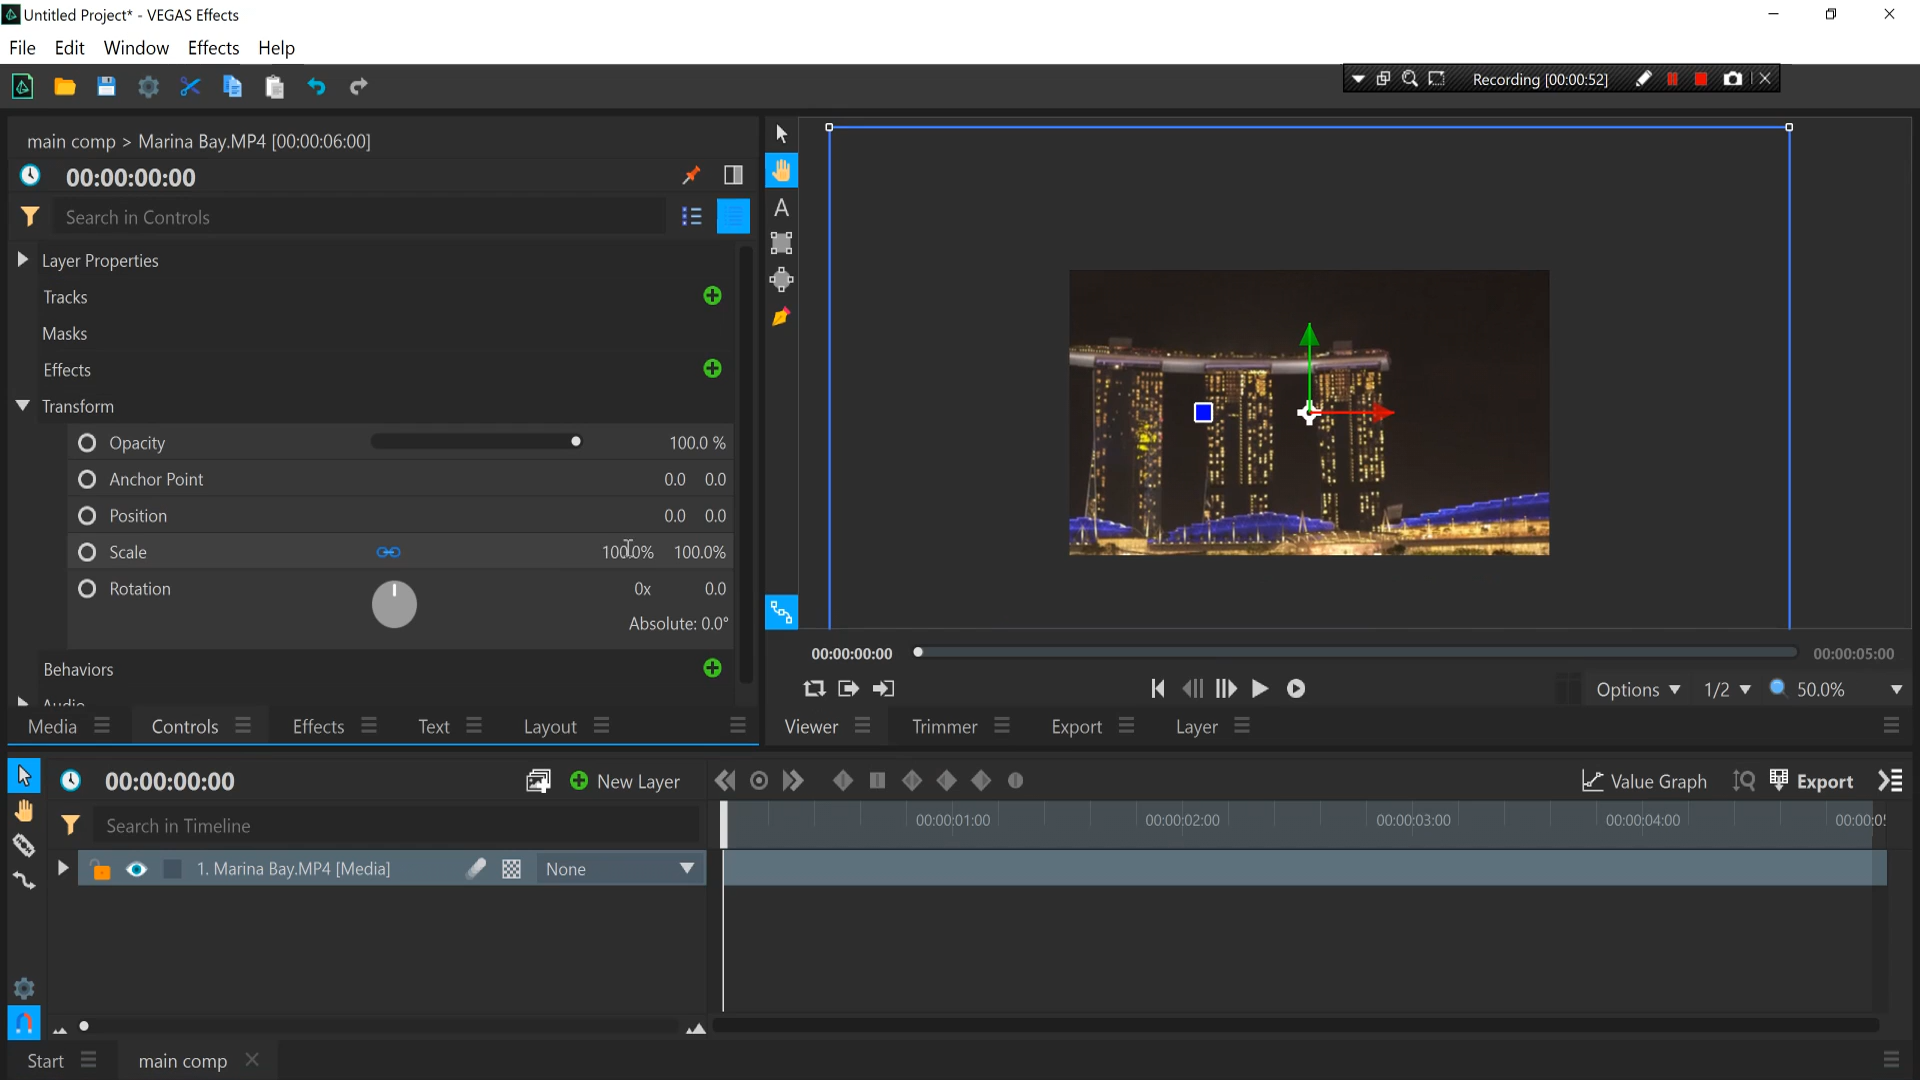 Untitled Project* - VEGAS Effects
File Edit Window Effects Help
Recording [00:00:52]
main comp > Marina Bay.MP4 [00:00:06:00]
00:00:00:00
Search in Controls
Layer Properties
Tracks
Masks
Effects
Transform
Opacity 100.0 %
Anchor Point 0.0 0.0
Position 0.0 0.0
Scale 100.0% 100.0%
Rotation 0x 0.0
Absolute: 0.0°
Behaviors
Audio
Media Controls Effects Text Layout
A
00:00:00:00 00:00:05:00
Options 1/2 50.0%
Viewer Trimmer Export Layer
00:00:00:00 New Layer Value Graph Export
Search in Timeline 00:00:01:00 00:00:02:00 00:00:03:00 00:00:04:00
1. Marina Bay.MP4 [Media] None
Start main comp